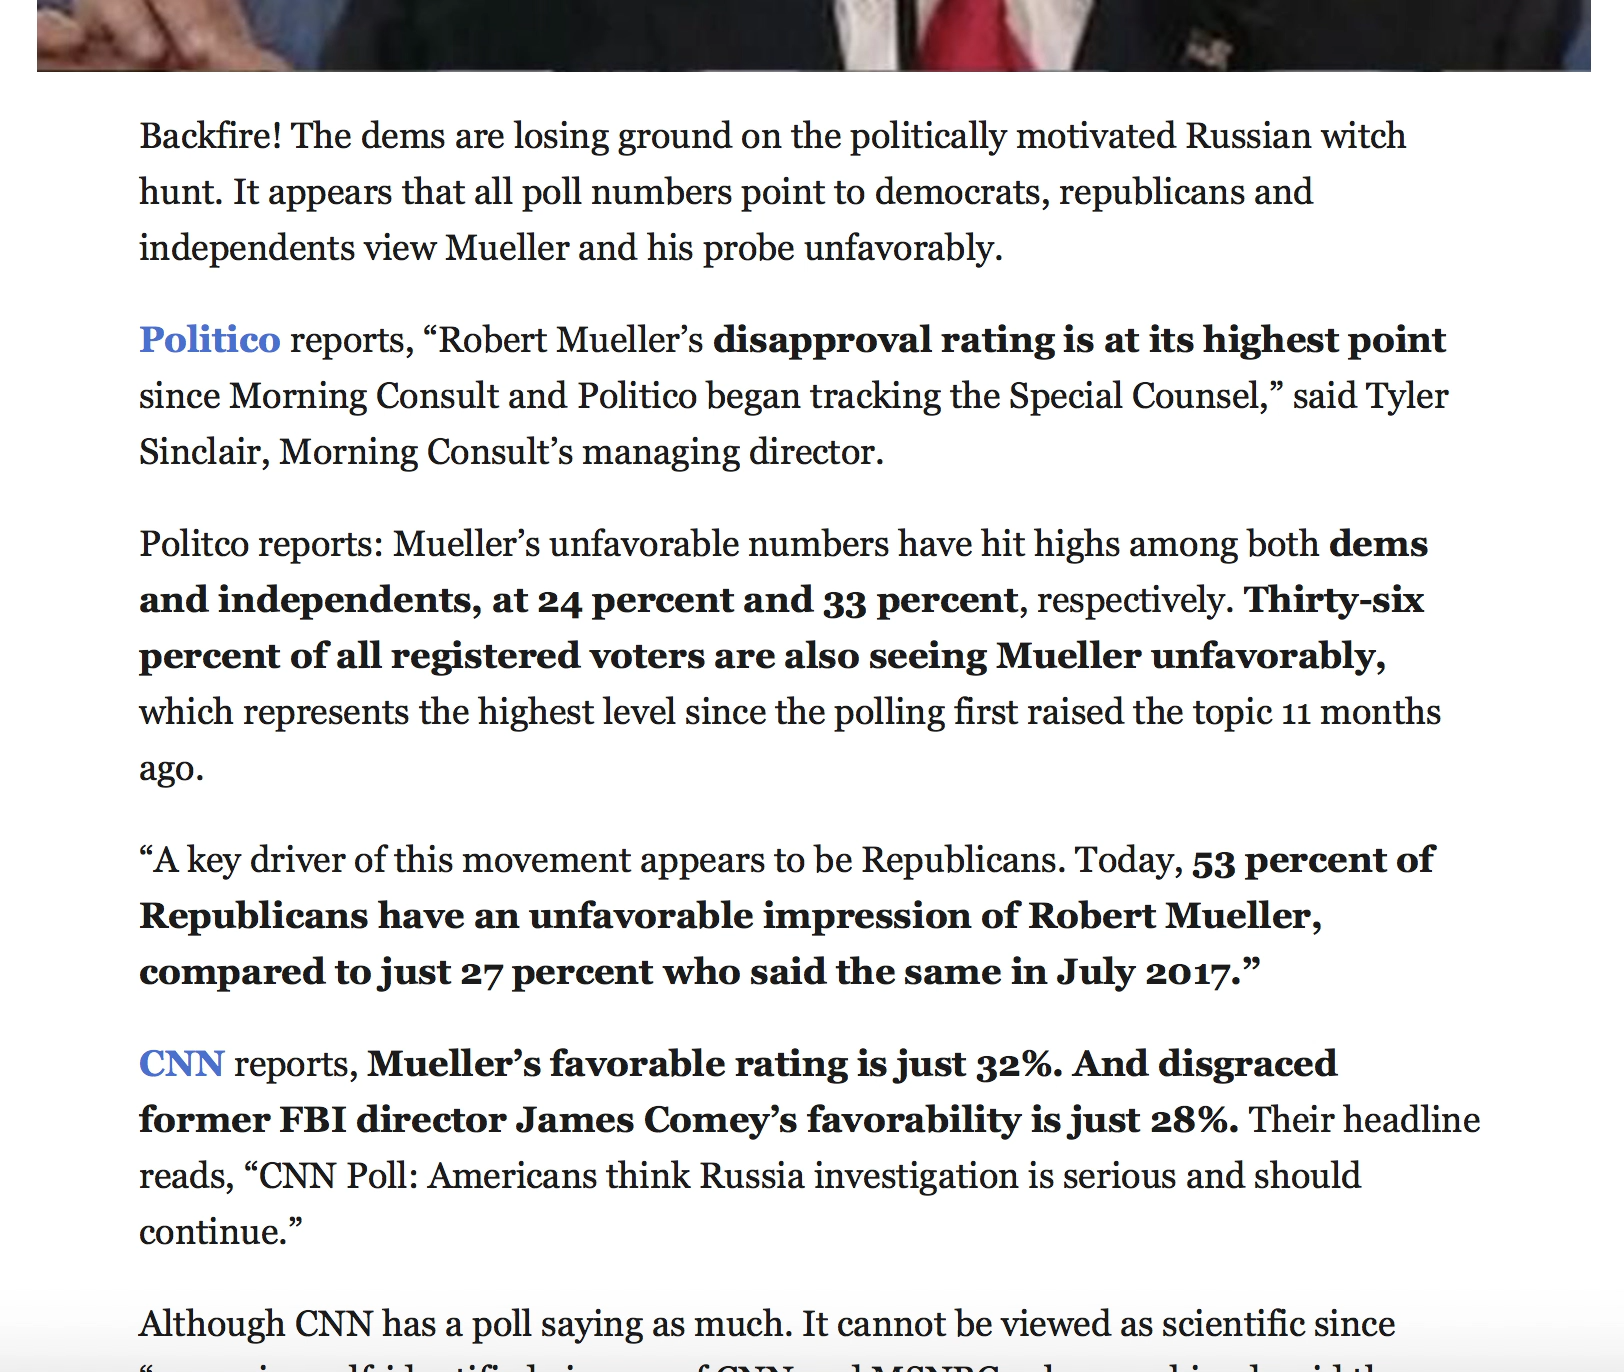 Backfire! The dems are losing ground on the politically motivated Russian witch
hunt. It appears that all poll numbers point to democrats, republicans and
independents view Mueller and his probe unfavorably.
Politico reports, “Robert Mueller’s disapproval rating is at its highest point
since Morning Consult and Politico began tracking the Special Counsel,” said Tyler
Sinclair, Morning Consult’s managing director.
Politco reports: Mueller’s unfavorable numbers have hit highs among both dems
and independents, at 24 percent and 33 percent, respectively. Thirty-six
percent of all registered voters are also seeing Mueller unfavorably,
which represents the highest level since the polling first raised the topic 11 months
ago.
“A key driver of this movement appears to be Republicans. Today, 53 percent of
Republicans have an unfavorable impression of Robert Mueller,
compared to just 27 percent who said the same in July 2017.”
CNN reports, Mueller’s favorable rating is just 32%. And disgraced
former FBI director James Comey’s favorability is just 28%. Their headline
reads, “CNN Poll: Americans think Russia investigation is serious and should
continue.”
Although CNN has a poll saying as much. It cannot be viewed as scientific since